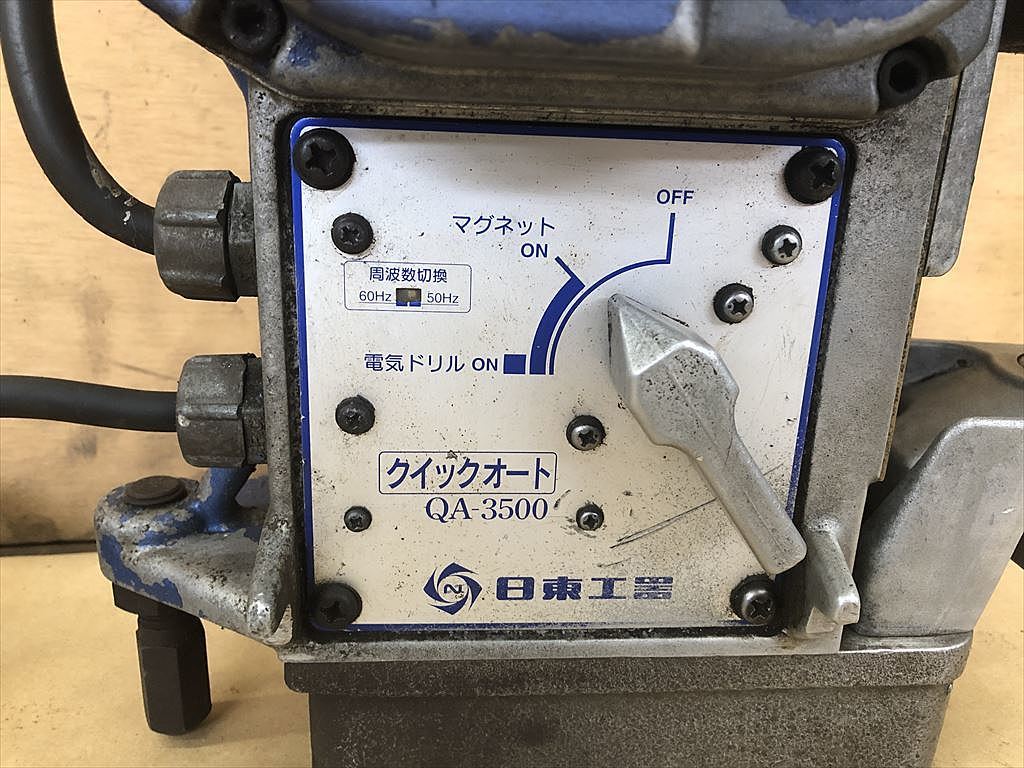 OFF
マグネット
ON
周波数切換
60Hz 50Hz
電気ドリル ON
クイックオート
QA-3500
日東工器